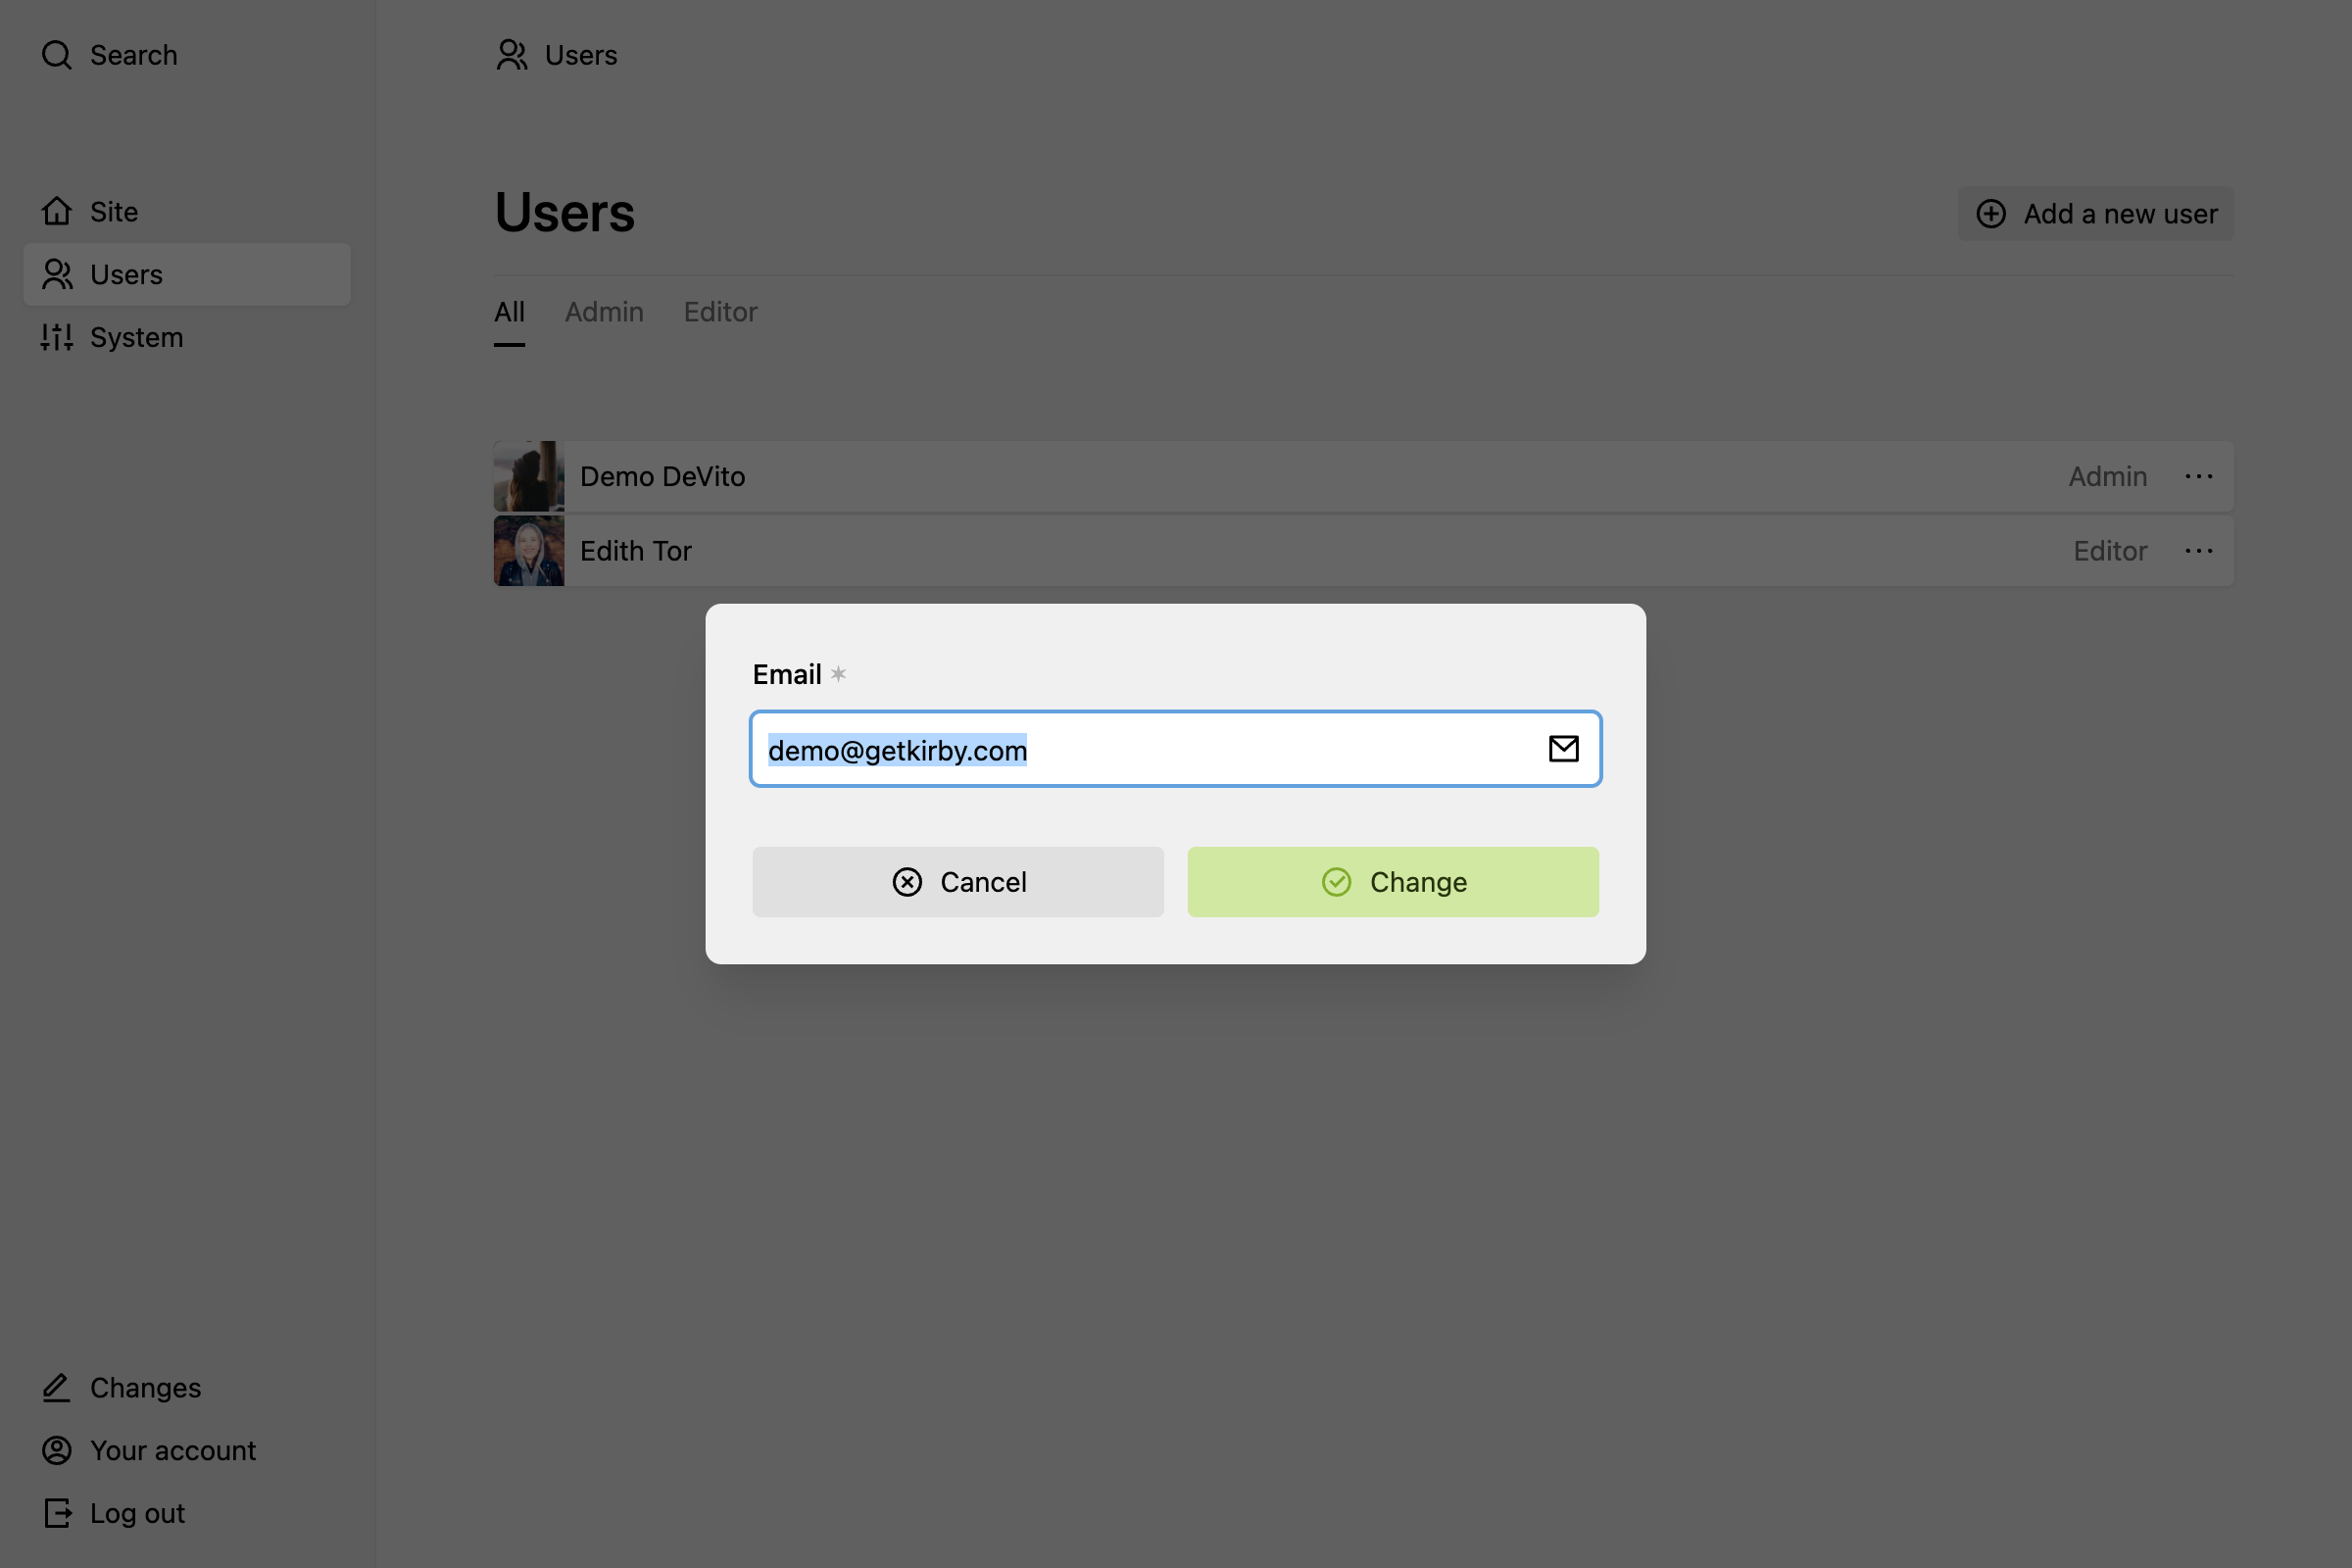 Search
Site
Users
System
Changes
Your account
Log out
Users
Users
Add a new user
All Admin Editor
Demo DeVito Admin
Edith Tor Editor
Email *
demo@getkirby.com
Cancel
Change